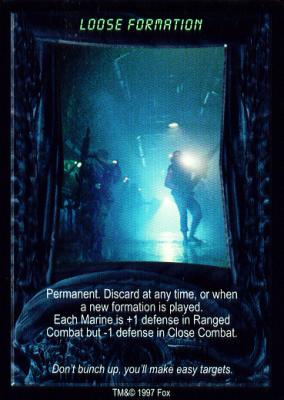 LOOSE FORMATION
Permanent. Discard at any time, or when
a new formation is played.
Each Marine is +1 defense in Ranged
Combat but -1 defense in Close Combat.
Don't bunch up, you'll make easy targets.
TM&© 1997 Fox